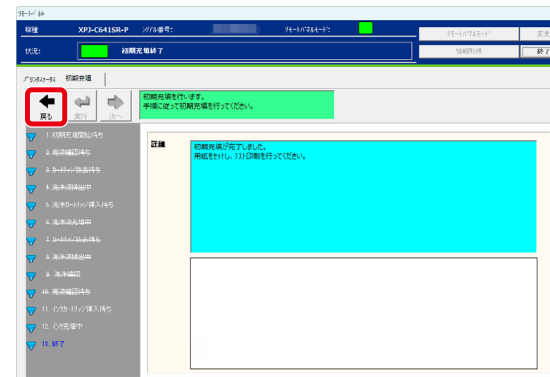 ﾘﾓｰﾄﾊﾟﾈﾙ
機種 XPJ-C641SR-P ｼﾘｱﾙ番号: ﾘﾓｰﾄﾊﾟﾈﾙﾓｰﾄﾞ:
ﾘﾓｰﾄﾊﾟﾈﾙﾓｰﾄﾞ 変更
状況: 初期充填終了
終了
ﾌﾟﾘﾝﾀｽﾃｰﾀｽ 初期充填
戻る 実行 次へ
初期充填を行います。
手順に従って初期充填を行ってください。
1. 初期充填開始待ち
2. 廃液確認待ち
3. ｶｰﾄﾘｯｼﾞ抜去待ち
4. 洗浄液排出中
5. 洗浄ｶｰﾄﾘｯｼﾞ挿入待ち
6. 洗浄液充填中
7. ｶｰﾄﾘｯｼﾞ抜去待ち
8. 洗浄液排出中
9. 洗浄確認
10. 廃液確認待ち
11. ｲﾝｸｶｰﾄﾘｯｼﾞ挿入待ち
12. ｲﾝｸ充填中
13. 終了
詳細
初期充填が完了しました。
用紙をｾｯﾄし、ﾃｽﾄ印刷を行ってください。